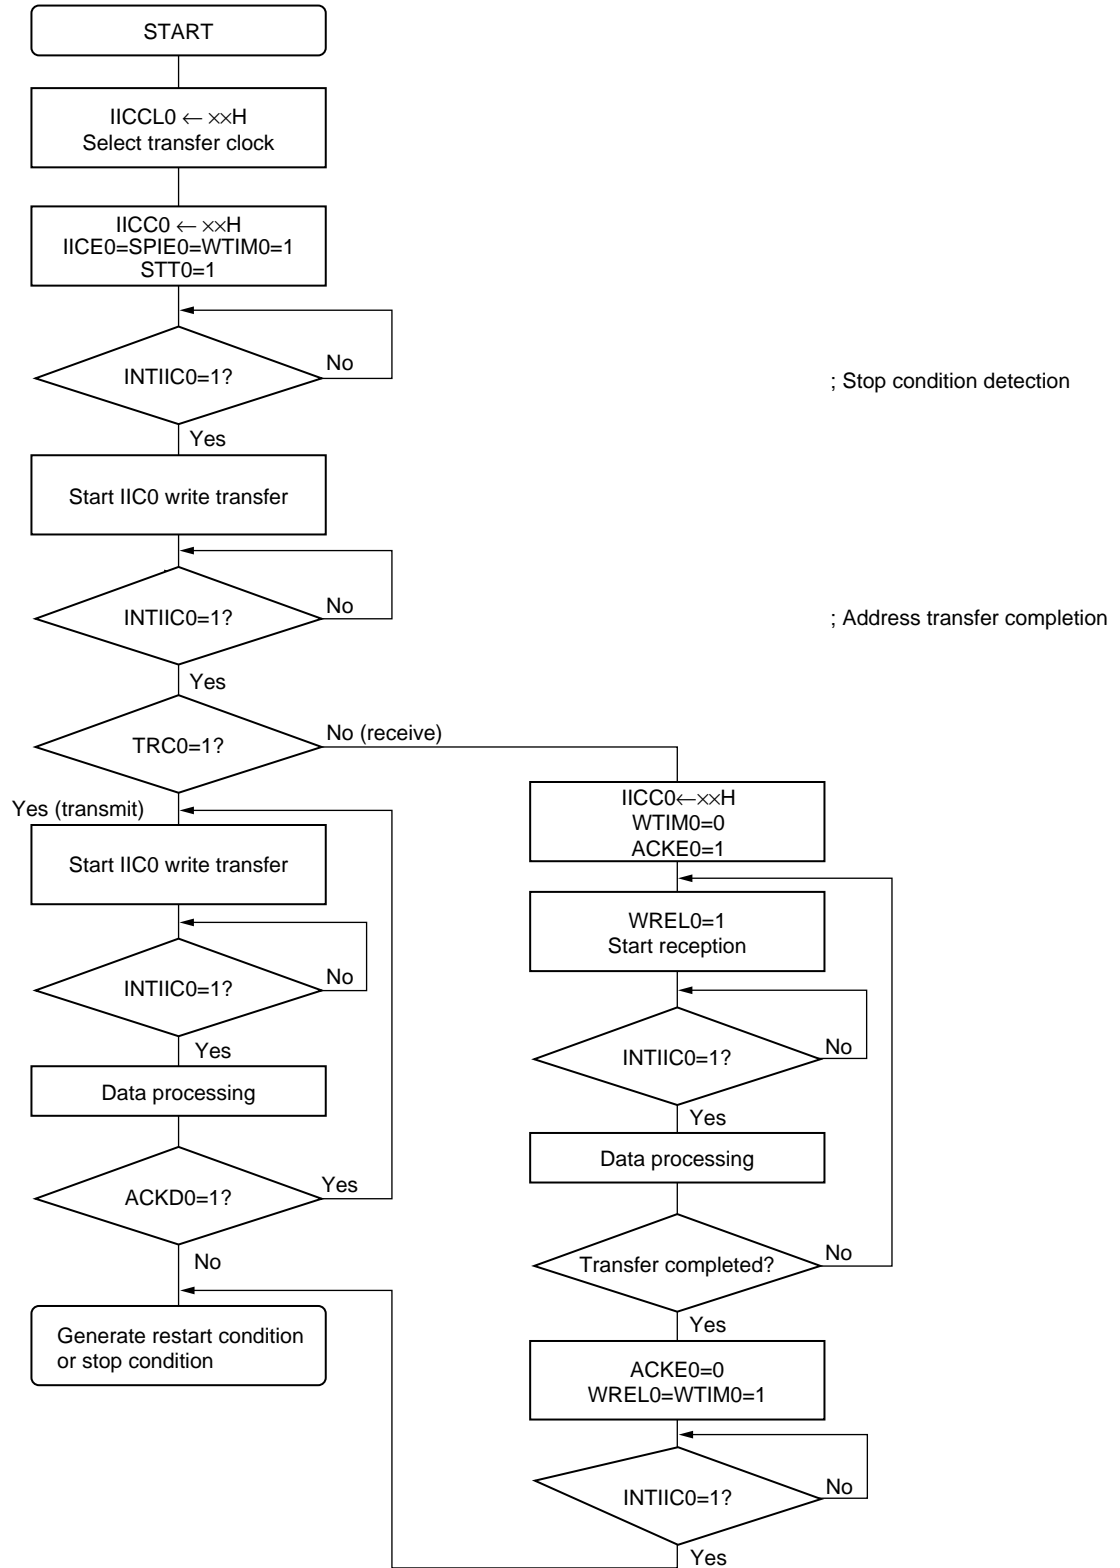 START
IICCL0 ← ××H
Select transfer clock
IICC0 ← ××H
IICE0=SPIE0=WTIM0=1
STT0=1
INTIIC0=1?
No
; Stop condition detection
Yes
Start IIC0 write transfer
INTIIC0=1?
No
; Address transfer completion
Yes
TRC0=1?
No (receive)
Yes (transmit)
Start IIC0 write transfer
INTIIC0=1?
No
Yes
Data processing
ACKD0=1?
Yes
No
Generate restart condition
or stop condition
IICC0←××H
WTIM0=0
ACKE0=1
WREL0=1
Start reception
INTIIC0=1?
No
Yes
Data processing
Transfer completed?
No
Yes
ACKE0=0
WREL0=WTIM0=1
INTIIC0=1?
No
Yes